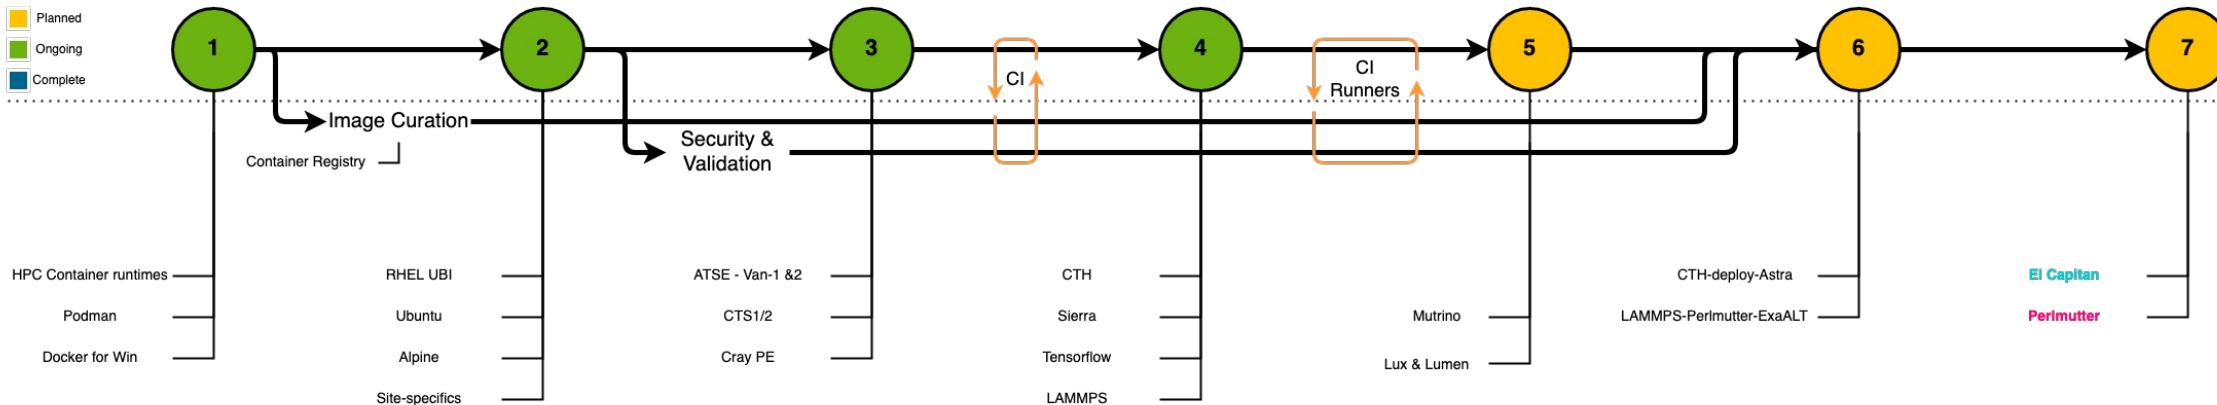 Planned
Ongoing
Complete
1
2
3
4
5
6
7
CI
CI
Runners
Image Curation
Container Registry
Security &
Validation
HPC Container runtimes
Podman
Docker for Win
RHEL UBI
Ubuntu
Alpine
Site-specifics
ATSE - Van-1 &2
CTS1/2
Cray PE
CTH
Sierra
Tensorflow
LAMMPS
Mutrino
Lux & Lumen
CTH-deploy-Astra
LAMMPS-Perlmutter-ExaALT
El Capitan
Perlmutter